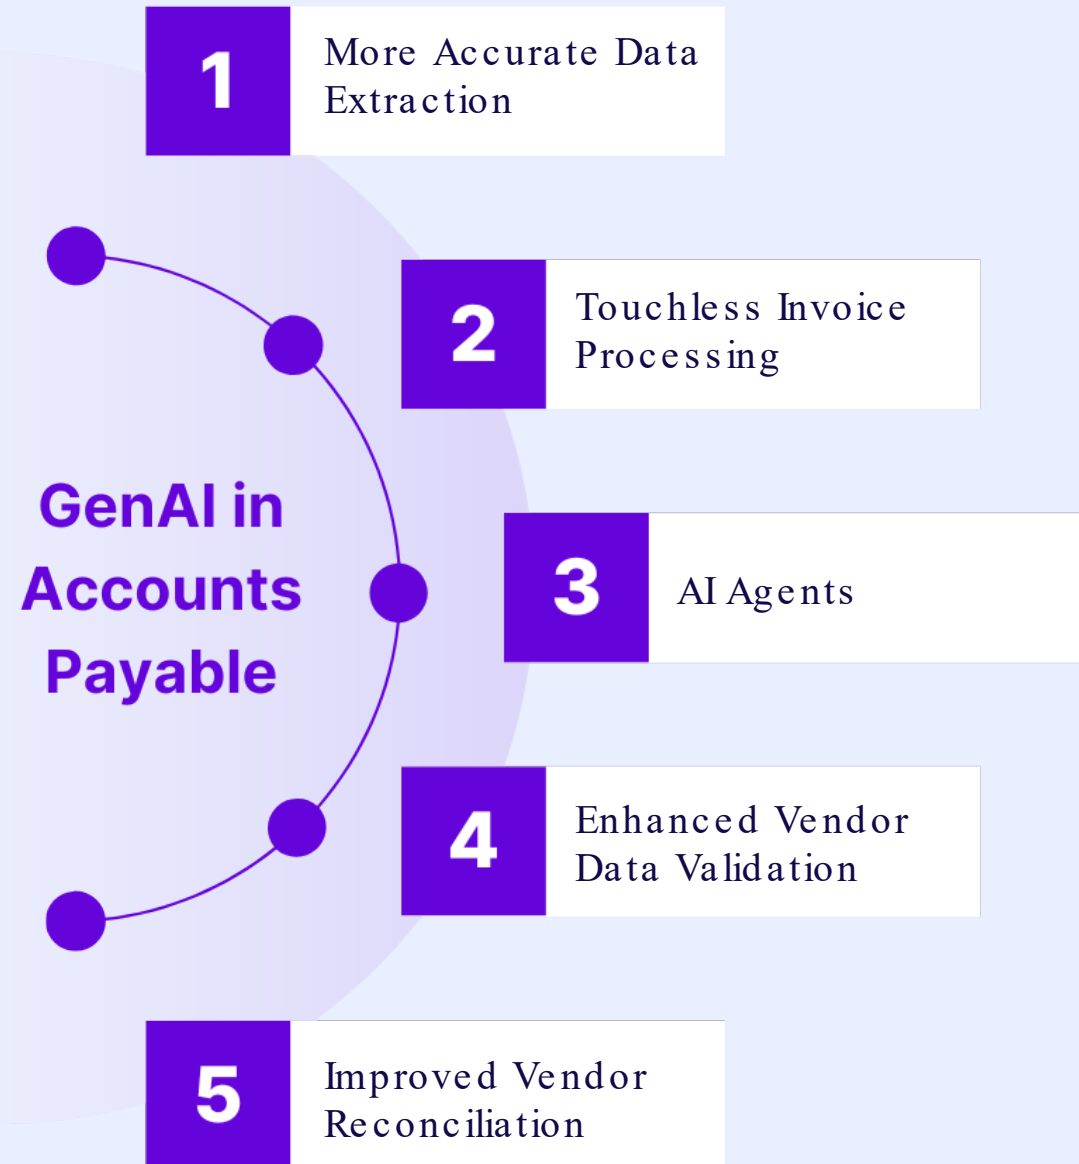 1
More Accurate Data
Extraction
2
Touchless Invoice
Processing
GenAI in
Accounts
Payable
3
AI Agents
4
Enhanced Vendor
Data Validation
5
Improved Vendor
Reconciliation